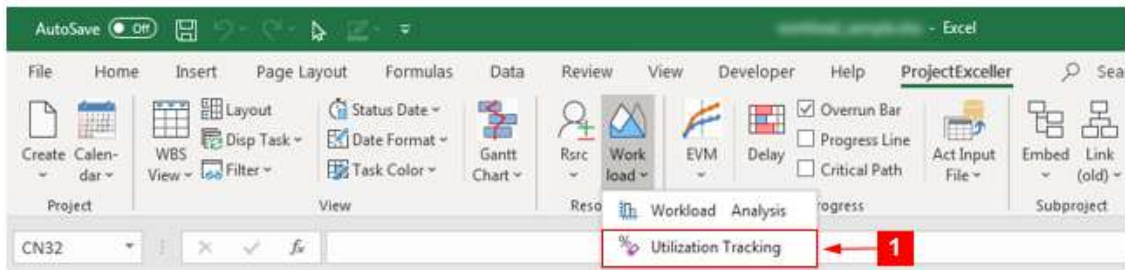 AutoSave Off - Excel
File Home Insert Page Layout Formulas Data Review View Developer Help ProjectExceller Sea
Layout Status Date Overrun Bar
Disp Task Date Format Progress Line
Filter Task Color Critical Path
Create Calen- WBS Gantt Rsrc Work EVM Delay Act Input Embed Link
dar View Chart load File (old)
Project View Reso rogress Subproject
Workload Analysis
CN32 fx % Utilization Tracking 1